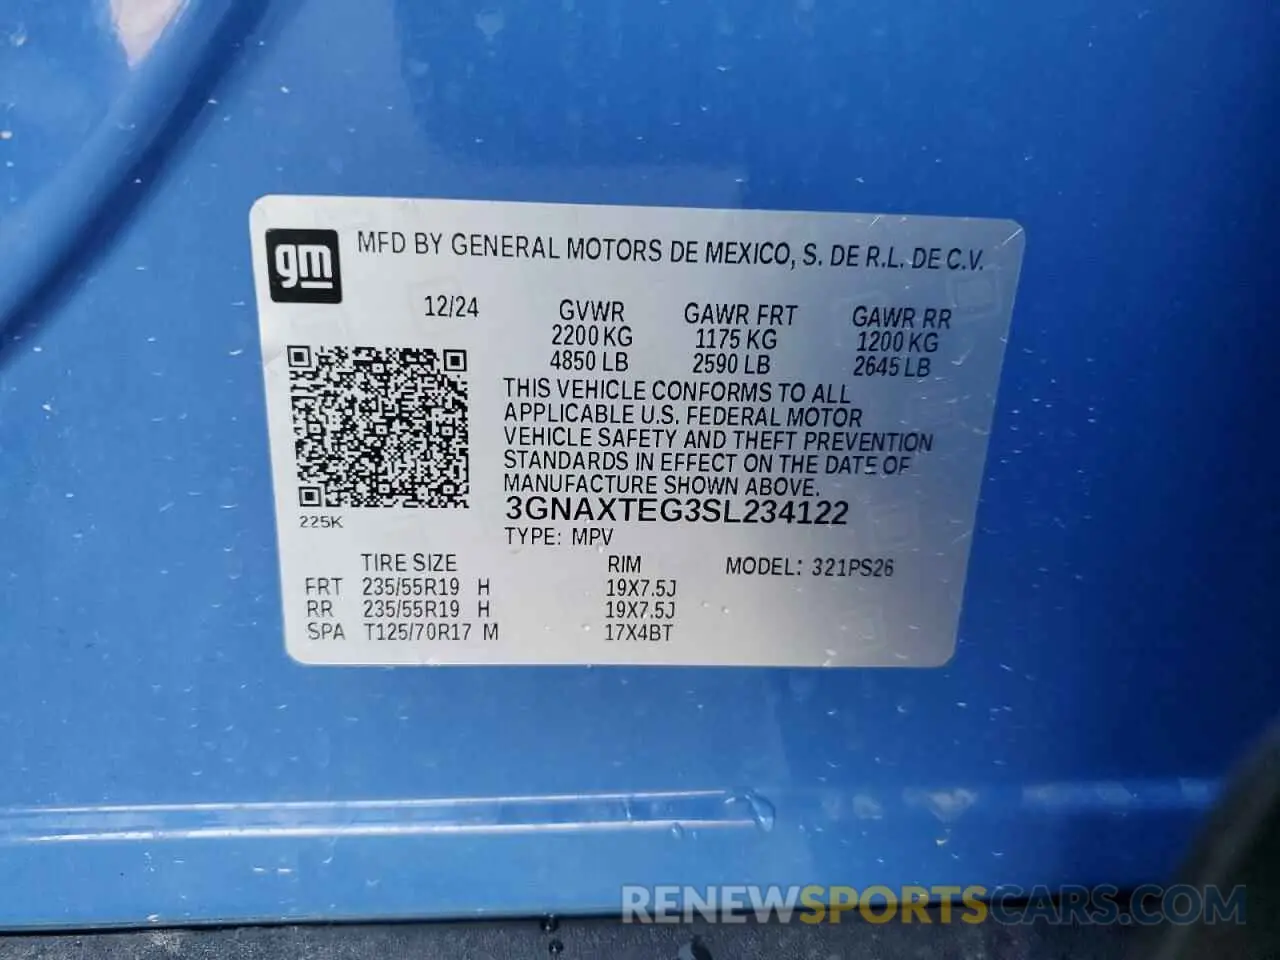 gm
MFD BY GENERAL MOTORS DE MEXICO, S. DE R.L. DE C.V.
12/24 GVWR GAWR FRT GAWR RR
2200 KG 1175 KG 1200 KG
4850 LB 2590 LB 2645 LB
THIS VEHICLE CONFORMS TO ALL
APPLICABLE U.S. FEDERAL MOTOR
VEHICLE SAFETY AND THEFT PREVENTION
STANDARDS IN EFFECT ON THE DATE OF
MANUFACTURE SHOWN ABOVE.
3GNAXTEG3SL234122
225K
TYPE: MPV
TIRE SIZE RIM MODEL: 321PS26
FRT 235/55R19 H 19X7.5J
RR 235/55R19 H 19X7.5J
SPA T125/70R17 M 17X4BT
RENEWSPORTSCARS.COM